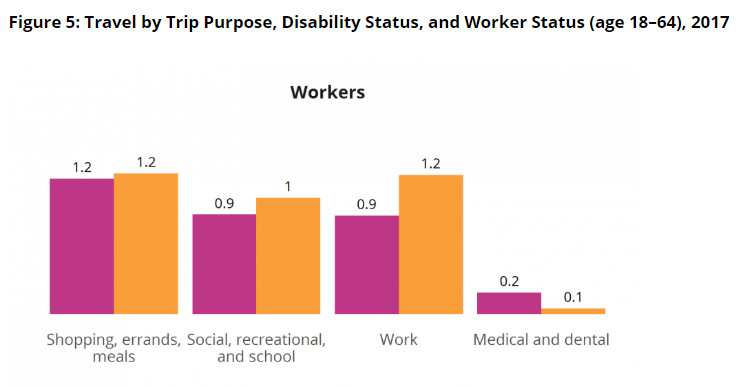 Figure 5: Travel by Trip Purpose, Disability Status, and Worker Status (age 18–64), 2017
Workers
1.2
1.2
0.9
1
0.9
1.2
0.2
0.1
Shopping, errands,
meals
Social, recreational,
and school
Work
Medical and dental